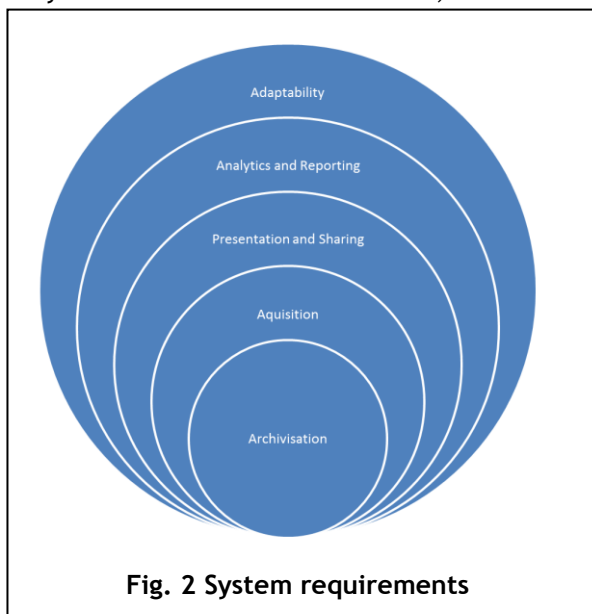 Adaptability
Analytics and Reporting
Presentation and Sharing
Aquisition
Archivisation
Fig. 2 System requirements